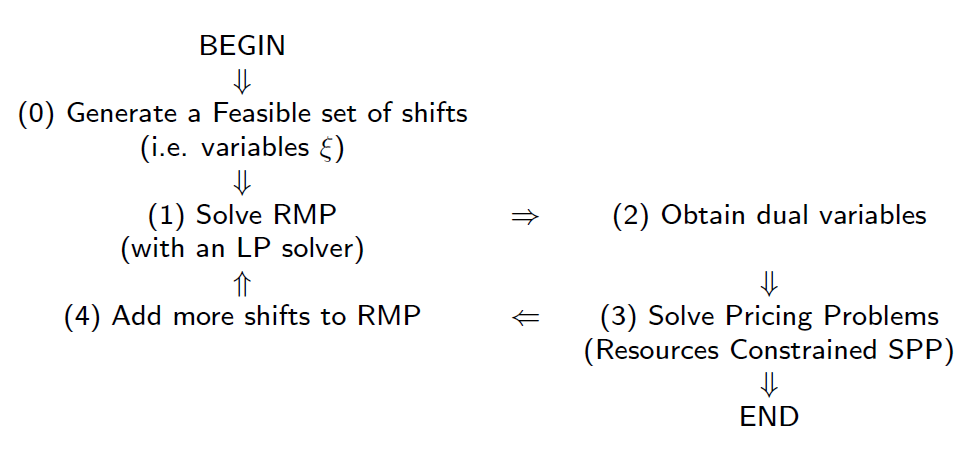 BEGIN
⇓
(0) Generate a Feasible set of shifts
(i.e. variables ξ)
⇓
(1) Solve RMP ⇒ (2) Obtain dual variables
(with an LP solver)
⇑ ⇓
(4) Add more shifts to RMP ⇐ (3) Solve Pricing Problems
(Resources Constrained SPP)
⇓
END